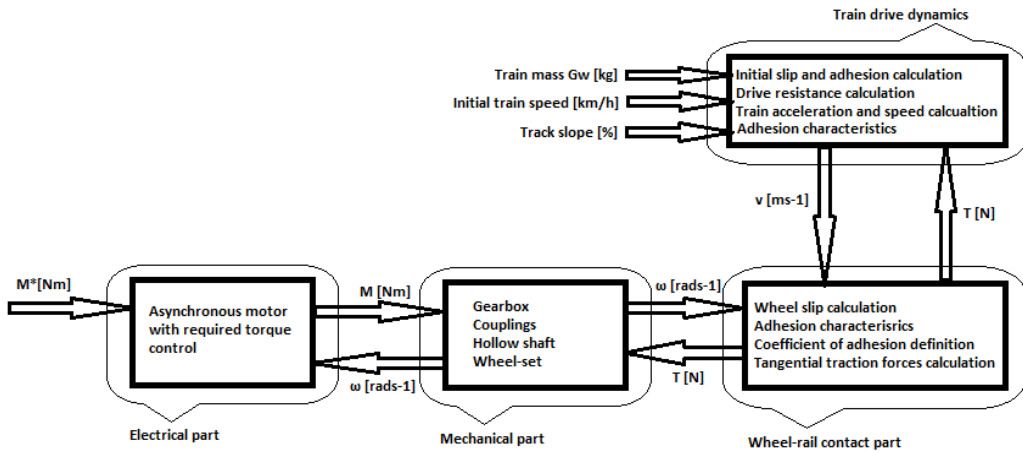 Train drive dynamics
Train mass Gw [kg]
Initial train speed [km/h]
Track slope [%]
Initial slip and adhesion calculation
Drive resistance calculation
Train acceleration and speed calcualtion
Adhesion characteristics
v [ms-1]
T [N]
M*[Nm]
Asynchronous motor
with required torque
control
M [Nm]
ω [rads-1]
Gearbox
Couplings
Hollow shaft
Wheel-set
ω [rads-1]
T [N]
Wheel slip calculation
Adhesion characterisrics
Coefficient of adhesion definition
Tangential traction forces calculation
Electrical part
Mechanical part
Wheel-rail contact part